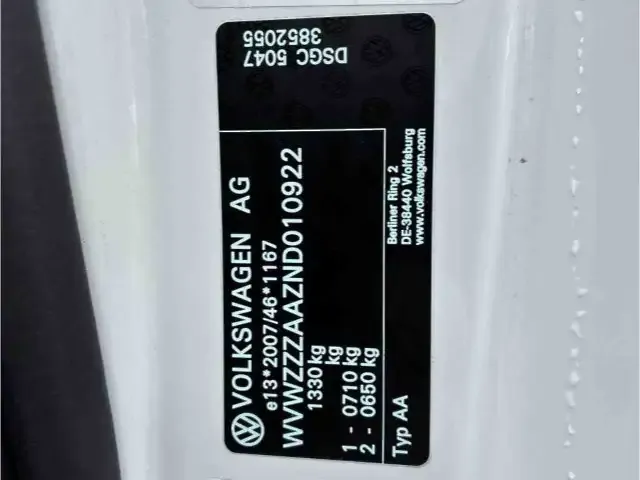 VOLKSWAGEN AG
e13*2007/46*1167
WVWZZZAAZND010922
1330 kg
kg
1 - 0710 kg
2 - 0650 kg
Typ AA
Berliner Ring 2
DE-38440 Wolfsburg
www.volkswagen.com
DSGC 5047
3852055